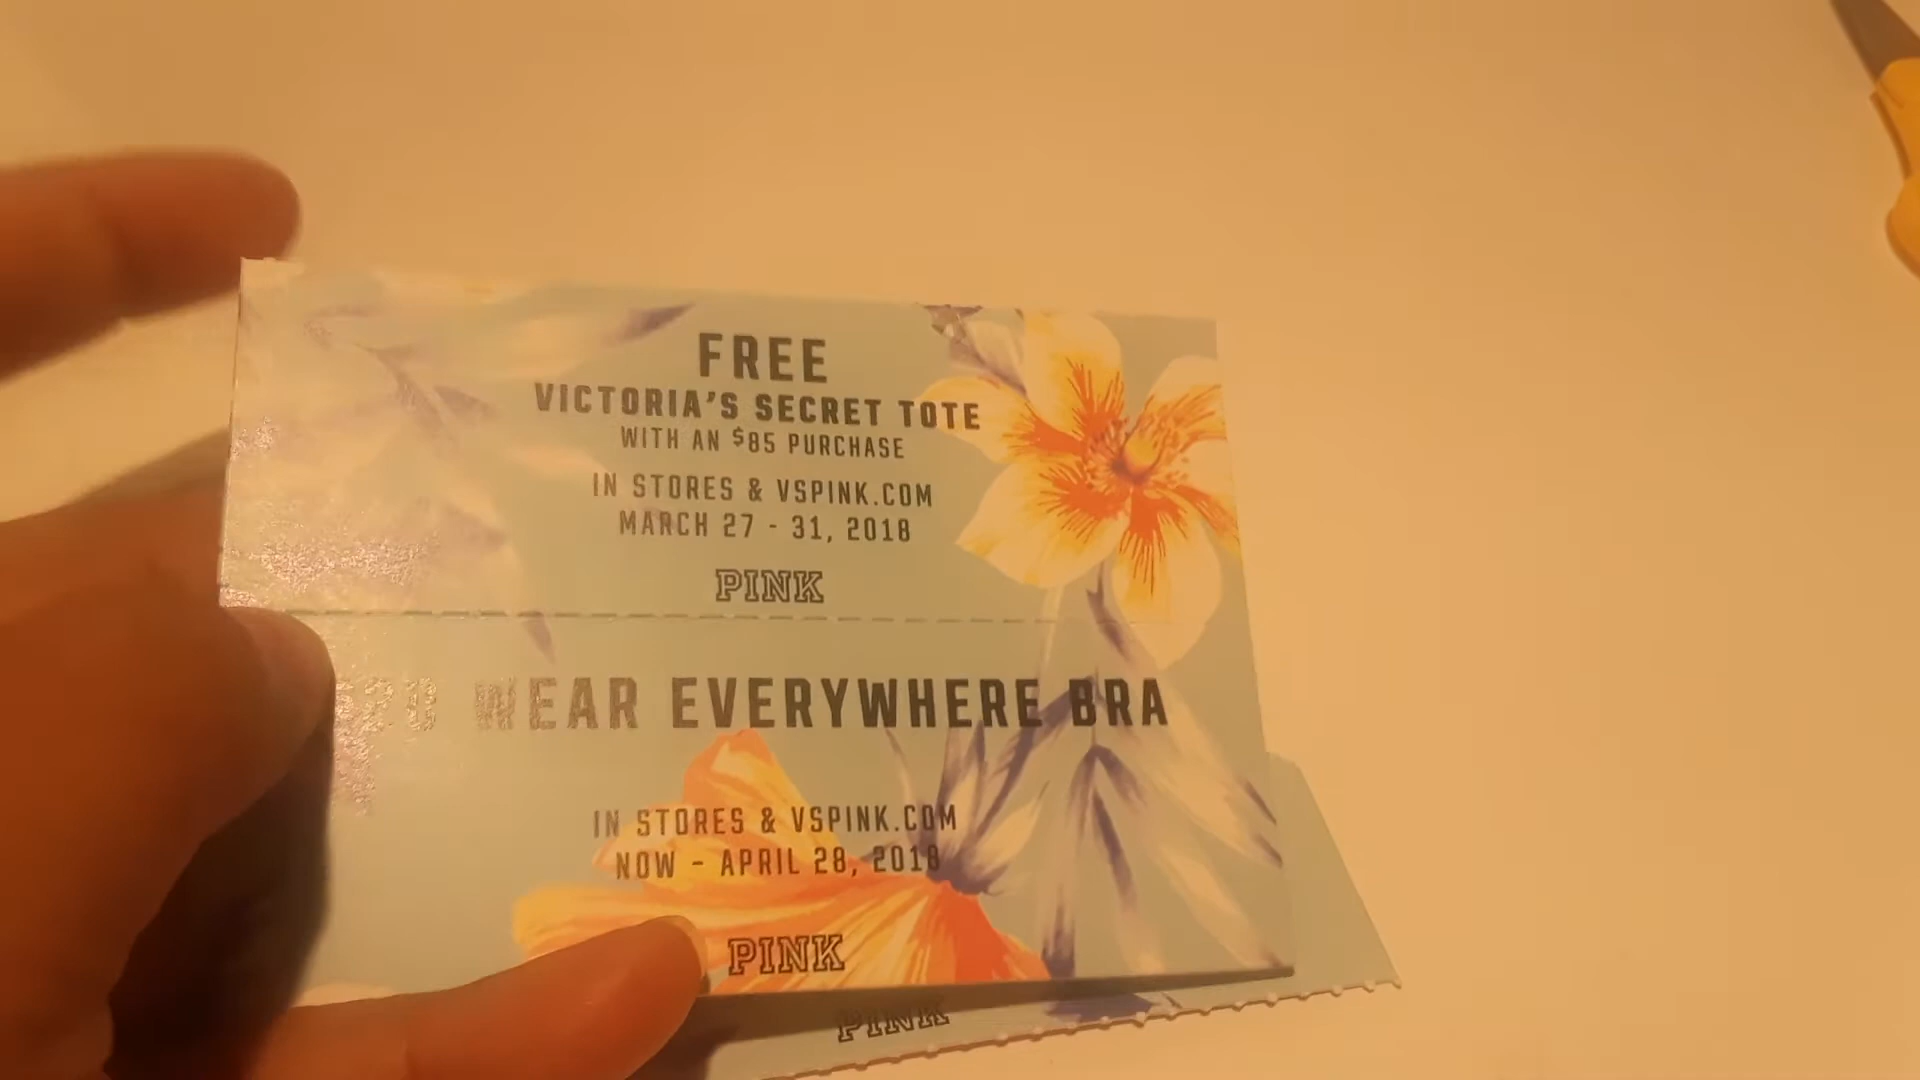 FREE
VICTORIA'S SECRET TOTE
WITH AN $85 PURCHASE
IN STORES & VSPINK.COM
MARCH 27 - 31, 2018
PINK
WEAR EVERYWHERE BRA
IN STORES & VSPINK.COM
NOW - APRIL 28, 2018
PINK
PINK